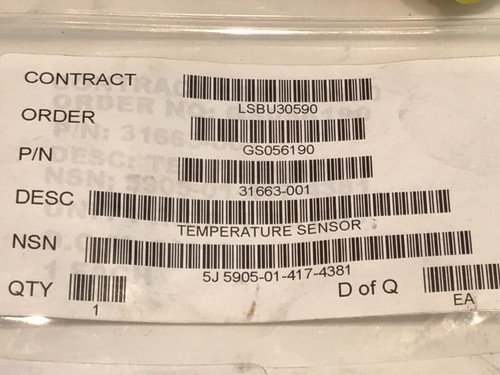 CONTRACT
LSBU30590
ORDER
GS056190
P/N
31663-001
DESC
TEMPERATURE SENSOR
NSN
5J 5905-01-417-4381
QTY
1
D of Q
EA